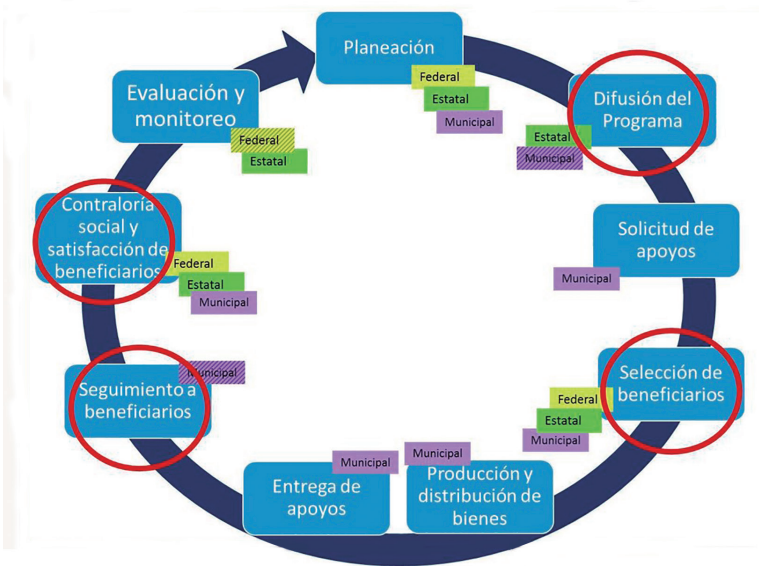 Planeación
Federal
Estatal
Municipal
Difusión del
Programa
Estatal
Municipal
Solicitud de
apoyos
Municipal
Selección de
beneficiarios
Federal
Estatal
Municipal
Municipal
Producción y
distribución de
bienes
Municipal
Entrega de
apoyos
Municipal
Seguimiento a
beneficiarios
Contraloría
social y
satisfacción de
beneficiarios
Federal
Estatal
Municipal
Evaluación y
monitoreo
Federal
Estatal